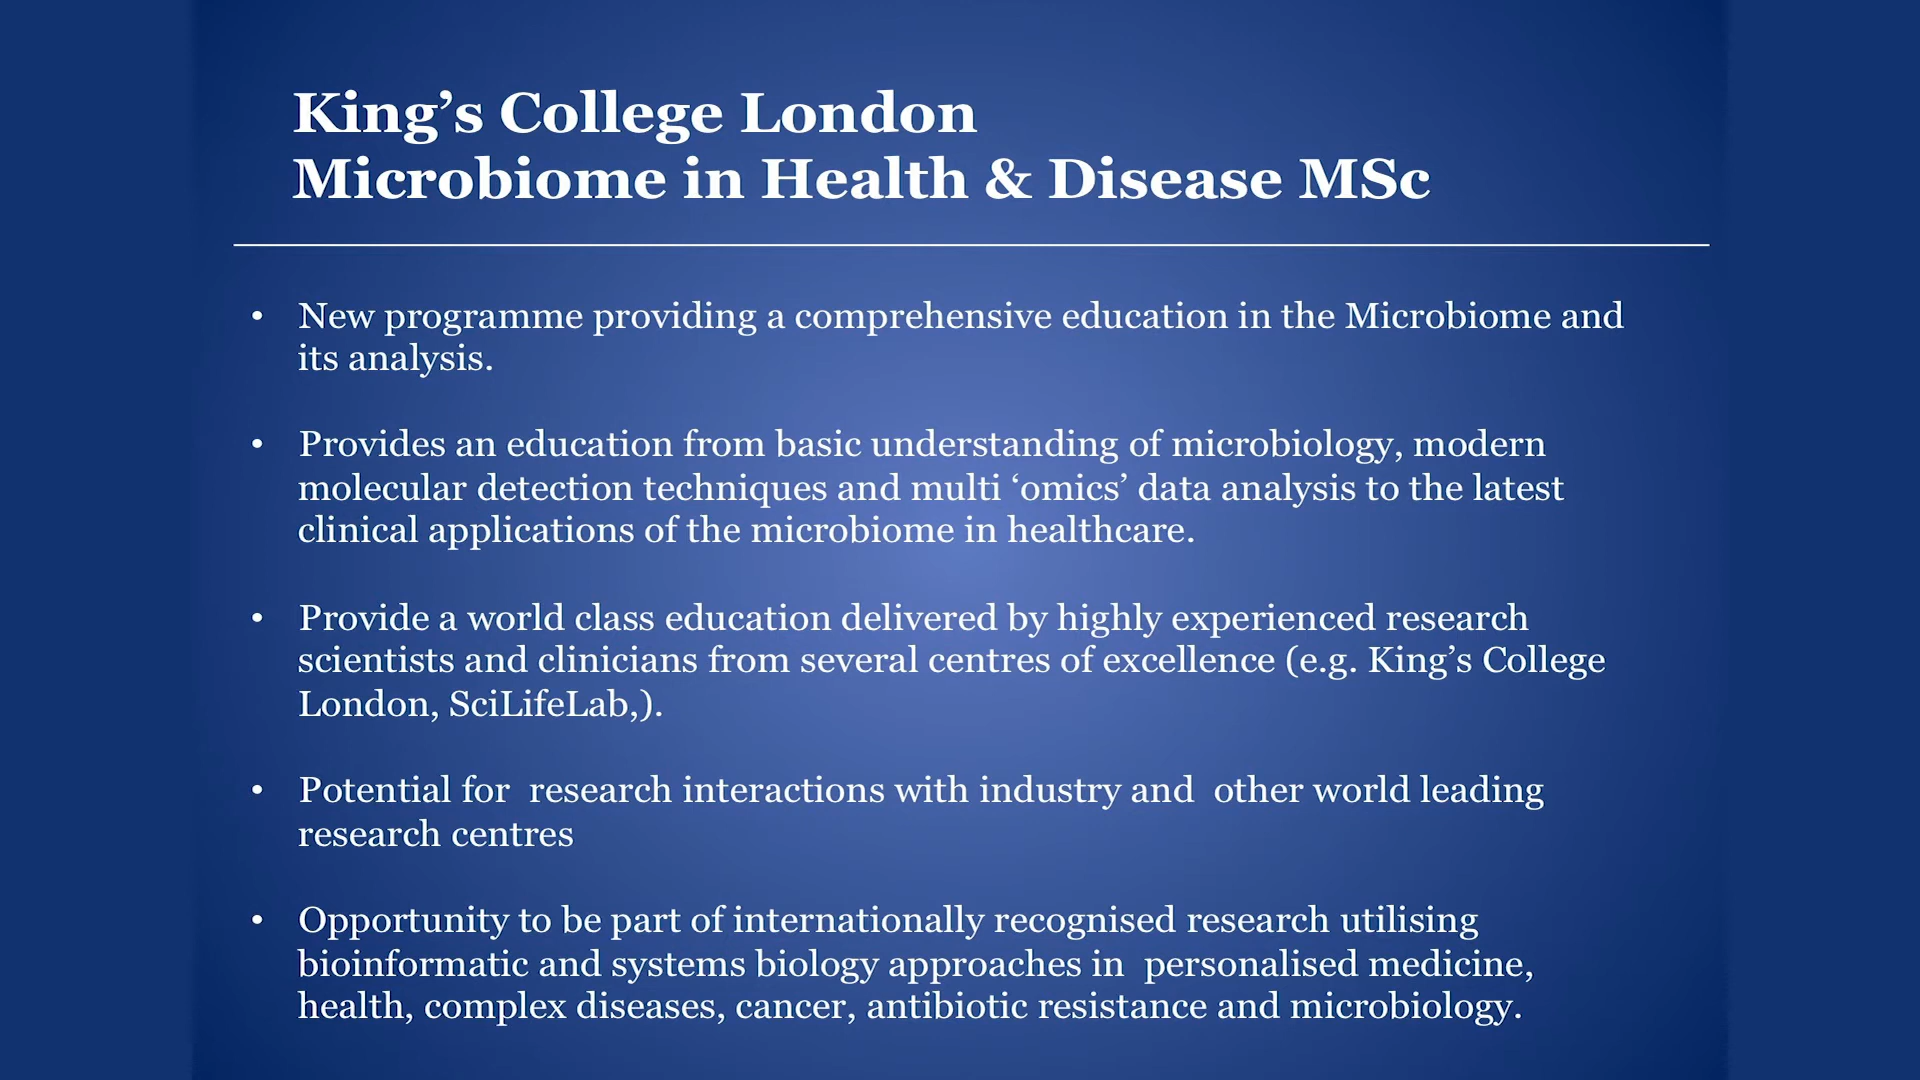 King’s College London
Microbiome in Health & Disease MSc
• New programme providing a comprehensive education in the Microbiome and
its analysis.
• Provides an education from basic understanding of microbiology, modern
molecular detection techniques and multi ‘omics’ data analysis to the latest
clinical applications of the microbiome in healthcare.
• Provide a world class education delivered by highly experienced research
scientists and clinicians from several centres of excellence (e.g. King’s College
London, SciLifeLab,).
• Potential for  research interactions with industry and  other world leading
research centres
• Opportunity to be part of internationally recognised research utilising
bioinformatic and systems biology approaches in  personalised medicine,
health, complex diseases, cancer, antibiotic resistance and microbiology.